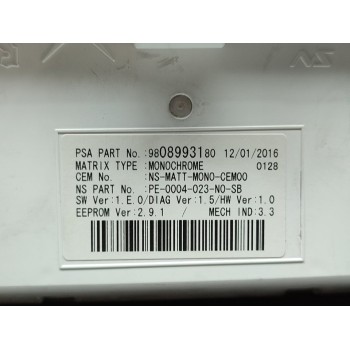 PSA PART No.:9808993180 12/01/2016
MATRIX TYPE :MONOCHROME 0128
CEM No. :NS-MATT-MONO-CEM00
NS PART No. :PE-0004-023-NO-SB
SW Ver:1.E.0/DIAG Ver:1.5/HW Ver:1.0
EEPROM Ver:2.9.1 / MECH IND:3.3